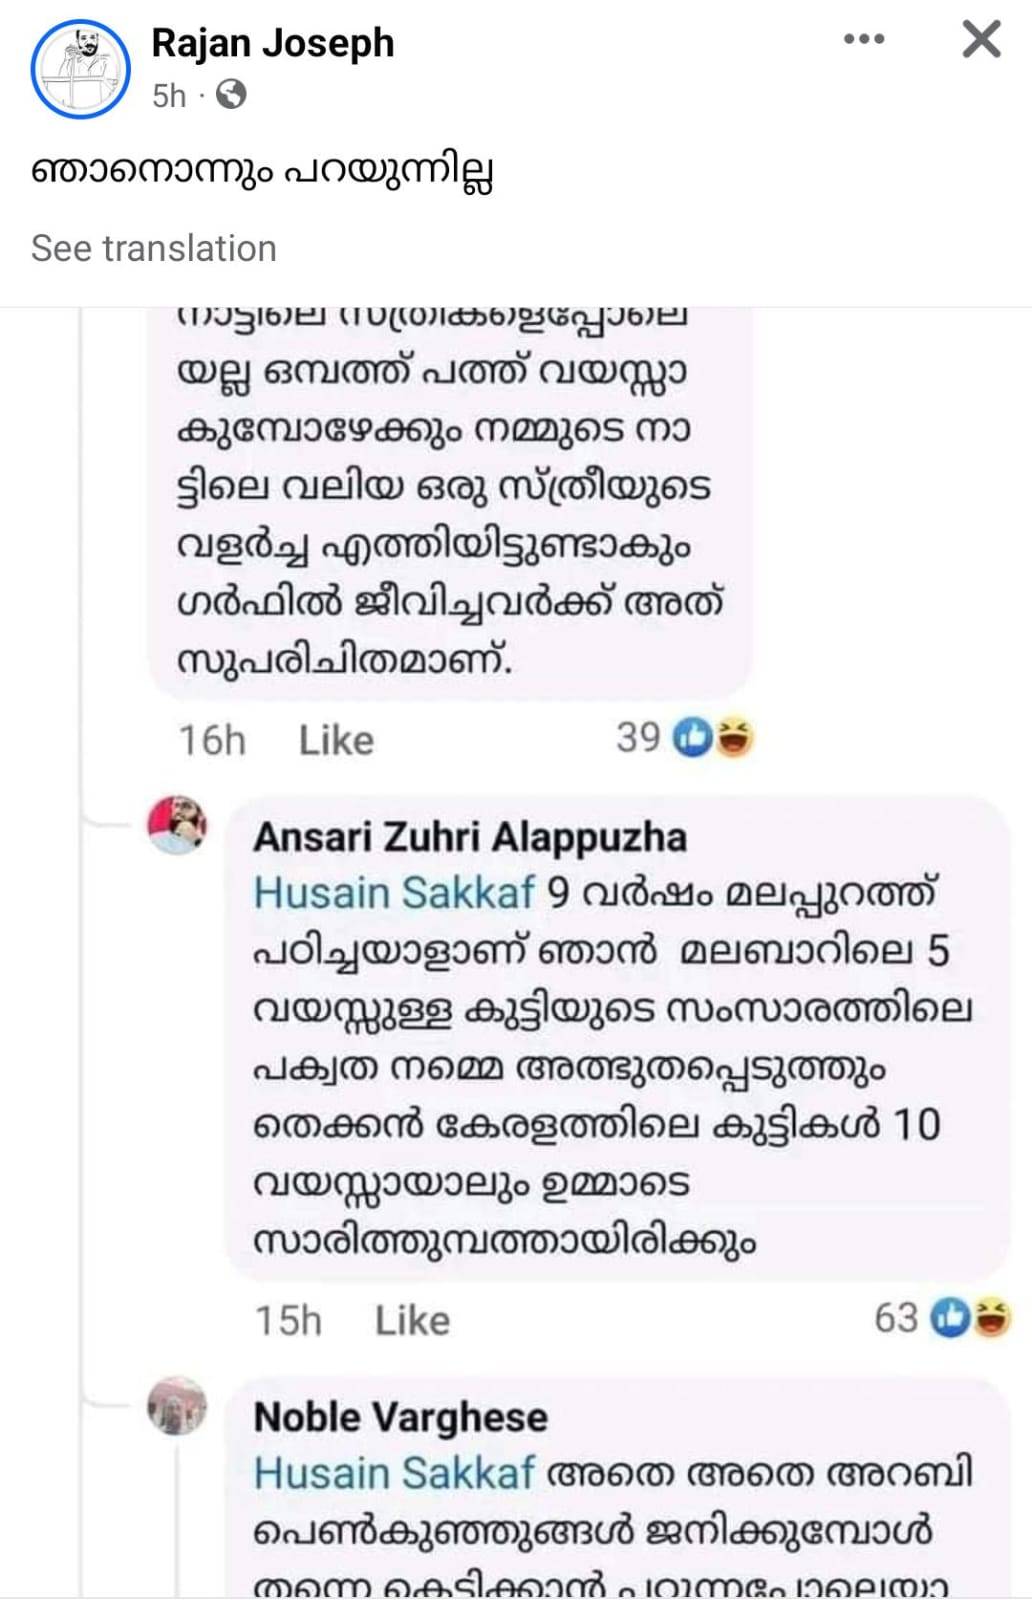 Rajan Joseph
5h
ഞാനൊന്നും പറയുന്നില്ല
See translation
നാട്ടിലെ സ്ത്രീകളെപ്പോലെ
യല്ല ഒമ്പത്ത് പത്ത് വയസ്സാ
കുമ്പോഴേക്കും നമ്മുടെ നാ
ട്ടിലെ വലിയ ഒരു സ്ത്രീയുടെ
വളർച്ച എത്തിയിട്ടുണ്ടാകും
ഗൾഫിൽ ജീവിച്ചവർക്ക് അത്
സുപരിചിതമാണ്.
16h Like 39
Ansari Zuhri Alappuzha
Husain Sakkaf 9 വർഷം മലപ്പുറത്ത്
പഠിച്ചയാളാണ് ഞാൻ മലബാറിലെ 5
വയസ്സുള്ള കുട്ടിയുടെ സംസാരത്തിലെ
പക്വത നമ്മെ അത്ഭുതപ്പെടുത്തും
തെക്കൻ കേരളത്തിലെ കുട്ടികൾ 10
വയസ്സായാലും ഉമ്മാടെ
സാരിത്തുമ്പത്തായിരിക്കും
15h Like 63
Noble Varghese
Husain Sakkaf അതെ അതെ അറബി
പെൺകുഞ്ഞുങ്ങൾ ജനിക്കുമ്പോൾ
തന്നെ കെട്ടിക്കാൻ